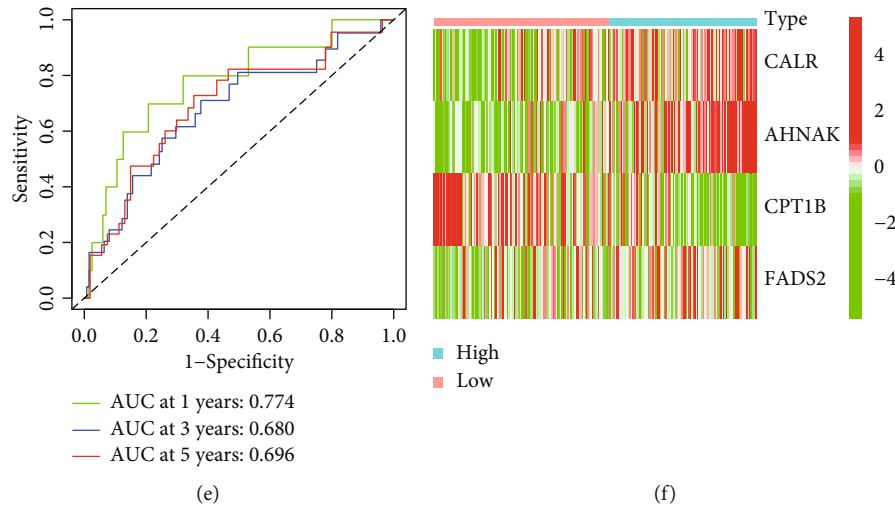 Sensitivity
1.0
0.8
0.6
0.4
0.2
0.0
0.0 0.2 0.4 0.6 0.8 1.0
1−Specificity
AUC at 1 years: 0.774
AUC at 3 years: 0.680
AUC at 5 years: 0.696
(e)
Type
CALR
AHNAK
CPT1B
FADS2
4
2
0
−2
−4
High
Low
(f)